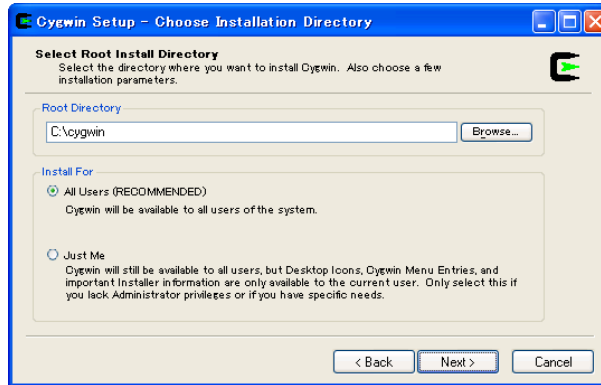 Cygwin Setup - Choose Installation Directory
Select Root Install Directory
Select the directory where you want to install Cygwin. Also choose a few
installation parameters.
Root Directory
C:\cygwin
Browse...
Install For
All Users (RECOMMENDED)
Cygwin will be available to all users of the system.
Just Me
Cygwin will still be available to all users, but Desktop Icons, Cygwin Menu Entries, and
important Installer information are only available to the current user. Only select this if
you lack Administrator privileges or if you have specific needs.
< Back
Next >
Cancel